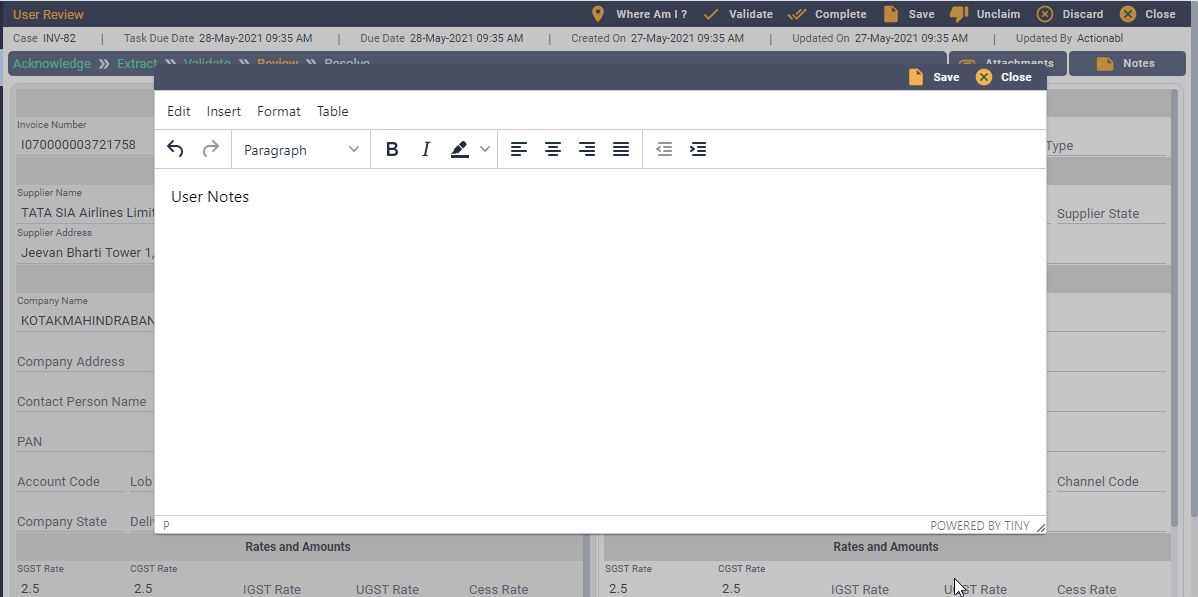 User Review Where Am I ? Validate Complete Save Unclaim Discard Close
Case INV-82 | Task Due Date 28-May-2021 09:35 AM | Due Date 28-May-2021 09:35 AM | Created On 27-May-2021 09:35 AM | Updated On 27-May-2021 09:35 AM | Updated By Actionabl
Acknowledge Extract Validate Review Resolve Attachments Notes
Save Close
Edit Insert Format Table
Paragraph B I
User Notes
P POWERED BY TINY
Invoice Number
I070000003721758 Type
Supplier Name
TATA SIA Airlines Limit Supplier State
Supplier Address
Jeevan Bharti Tower 1,
Company Name
KOTAKMAHINDRABAN
Company Address
Contact Person Name
PAN
Account Code Lob Channel Code
Company State Deli
Rates and Amounts Rates and Amounts
SGST Rate CGST Rate SGST Rate CGST Rate
2.5 2.5 IGST Rate UGST Rate Cess Rate 2.5 2.5 IGST Rate UGST Rate Cess Rate